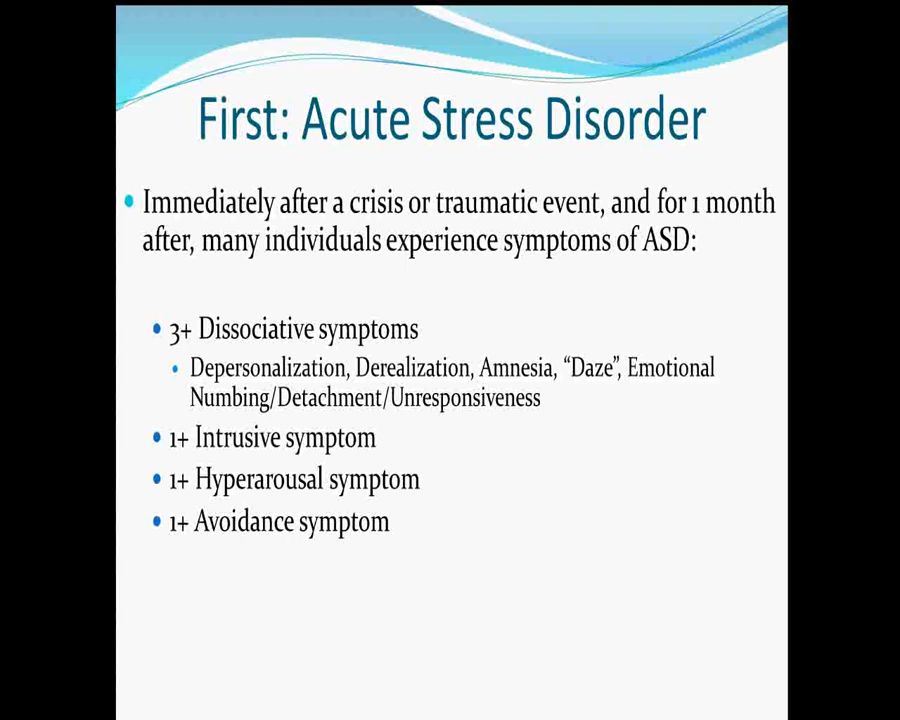 First: Acute Stress Disorder
Immediately after a crisis or traumatic event, and for 1 month
after, many individuals experience symptoms of ASD:
3+ Dissociative symptoms
Depersonalization, Derealization, Amnesia, “Daze”, Emotional
Numbing/Detachment/Unresponsiveness
1+ Intrusive symptom
1+ Hyperarousal symptom
1+ Avoidance symptom